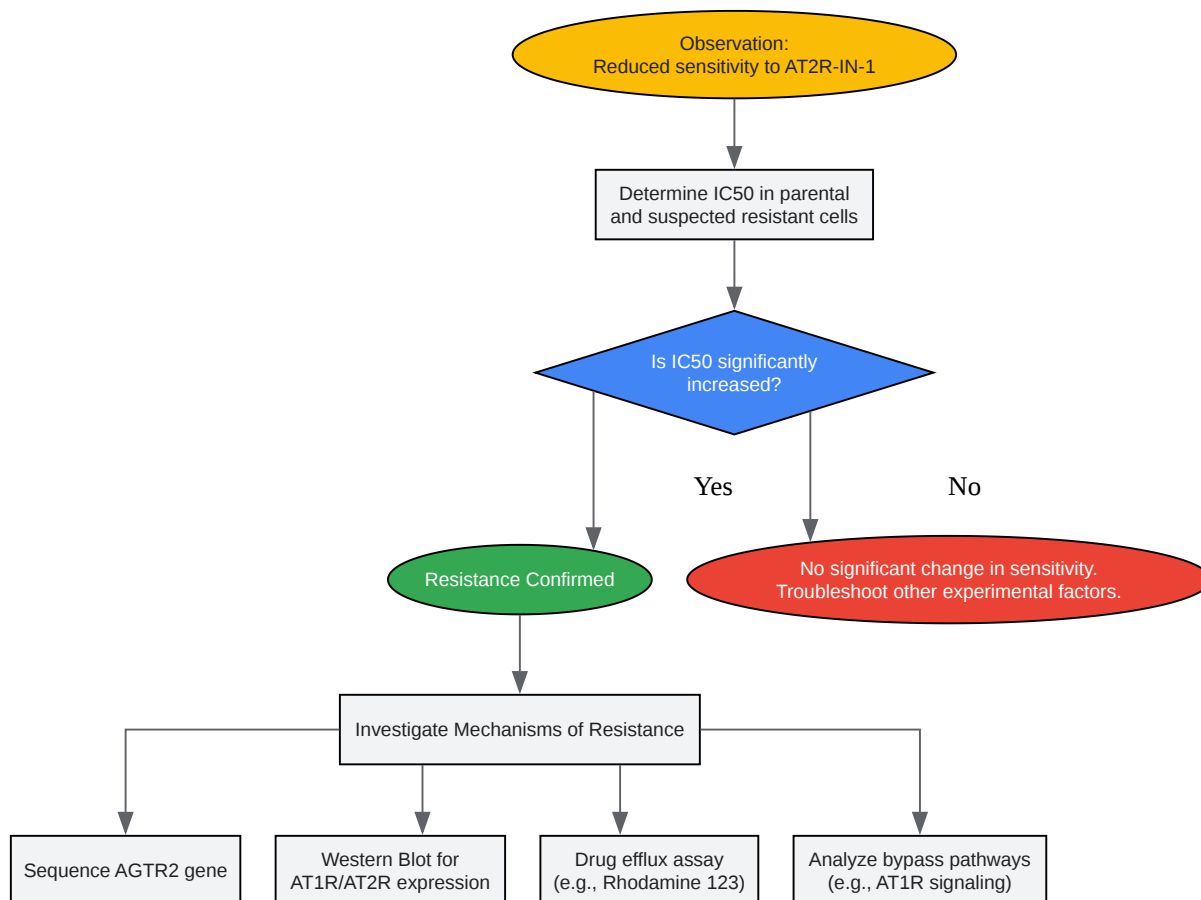 Observation:
Reduced sensitivity to AT2R-IN-1
Determine IC50 in parental
and suspected resistant cells
Is IC50 significantly
increased?
Yes
No
Resistance Confirmed
No significant change in sensitivity.
Troubleshoot other experimental factors.
Investigate Mechanisms of Resistance
Sequence AGTR2 gene
Western Blot for
AT1R/AT2R expression
Drug efflux assay
(e.g., Rhodamine 123)
Analyze bypass pathways
(e.g., AT1R signaling)